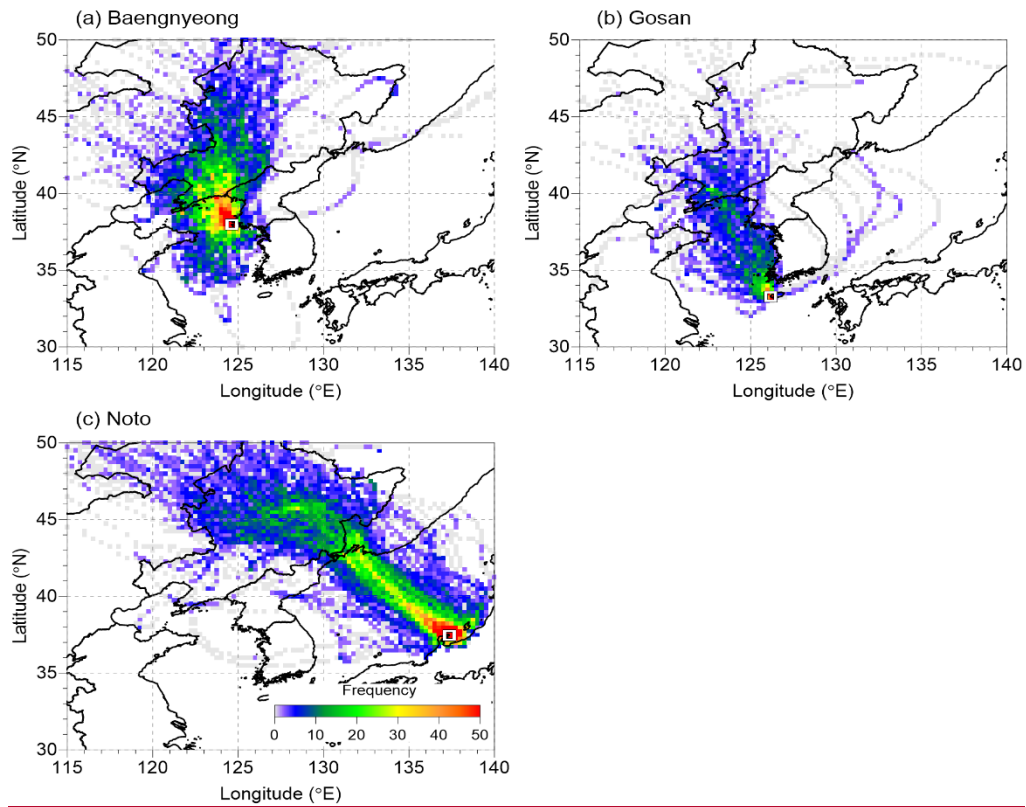 (a) Baengnyeong
(b) Gosan
50
45
40
35
30
Latitude (°N)
115 120 125 130 135 140
Longitude (°E)
50
45
40
35
30
Latitude (°N)
115 120 125 130 135 140
Longitude (°E)
(c) Noto
50
45
40
35
30
Latitude (°N)
Frequency
0 10 20 30 40 50
115 120 125 130 135 140
Longitude (°E)